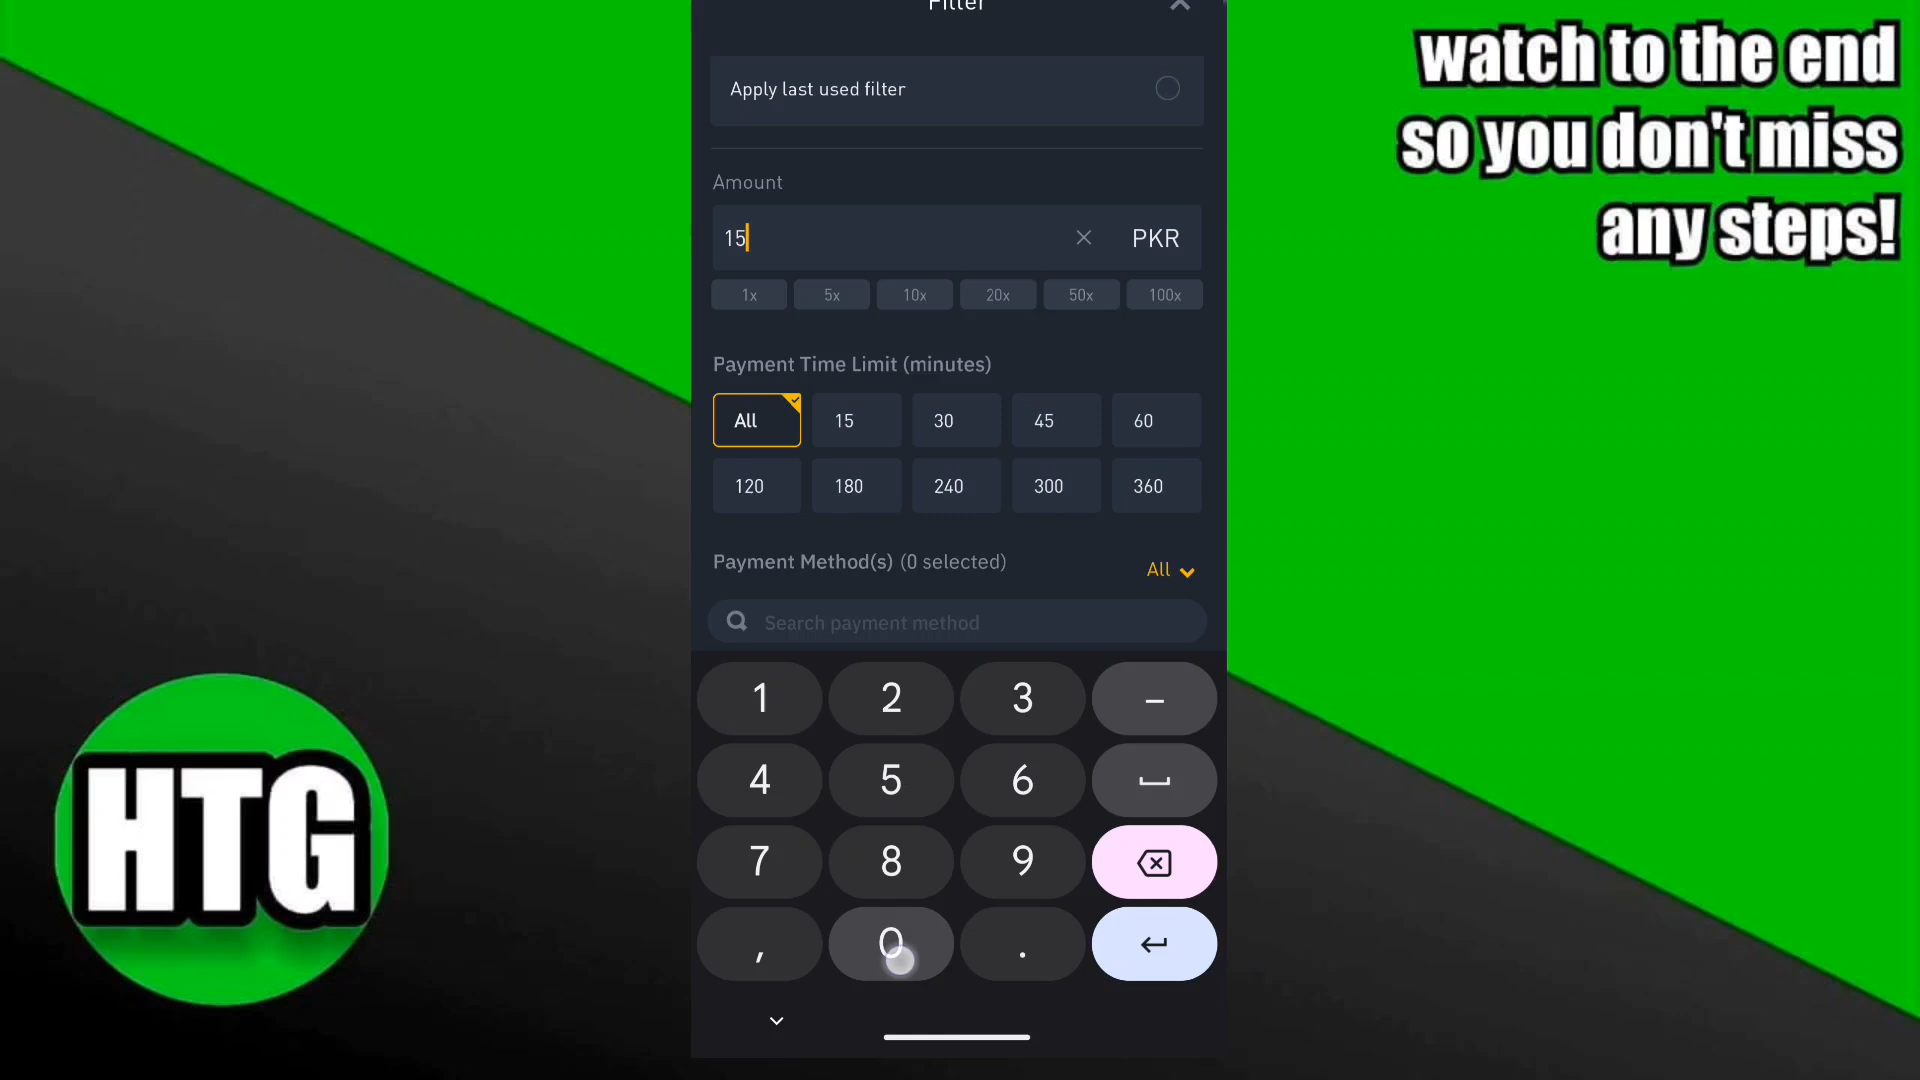 Filter
watch to the end
so you don't miss
any steps!
Apply last used filter
Amount
15 PKR
1x 5x 10x 20x 50x 100x
Payment Time Limit (minutes)
All 15 30 45 60
120 180 240 300 360
Payment Method(s) (0 selected) All
Search payment method
1 2 3 –
4 5 6
7 8 9
, 0 .
HTG